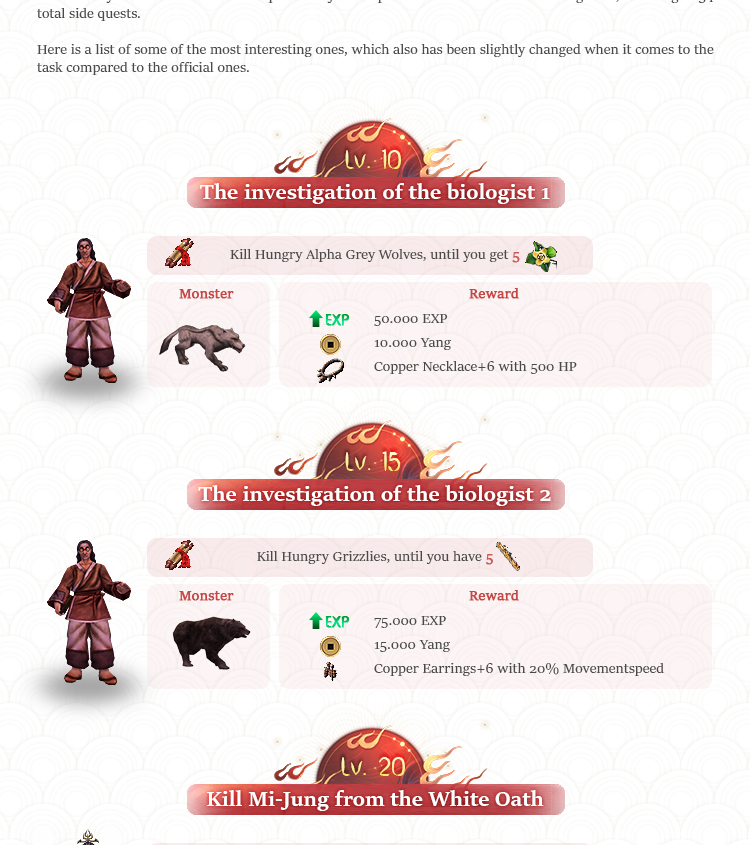 total side quests.
Here is a list of some of the most interesting ones, which also has been slightly changed when it comes to the
task compared to the official ones.
Lv. 10
The investigation of the biologist 1
Kill Hungry Alpha Grey Wolves, until you get 5
Monster
Reward
EXP
50.000 EXP
10.000 Yang
Copper Necklace+6 with 500 HP
Lv. 15
The investigation of the biologist 2
Kill Hungry Grizzlies, until you have 5
Monster
Reward
EXP
75.000 EXP
15.000 Yang
Copper Earrings+6 with 20% Movementspeed
Lv. 20
Kill Mi-Jung from the White Oath